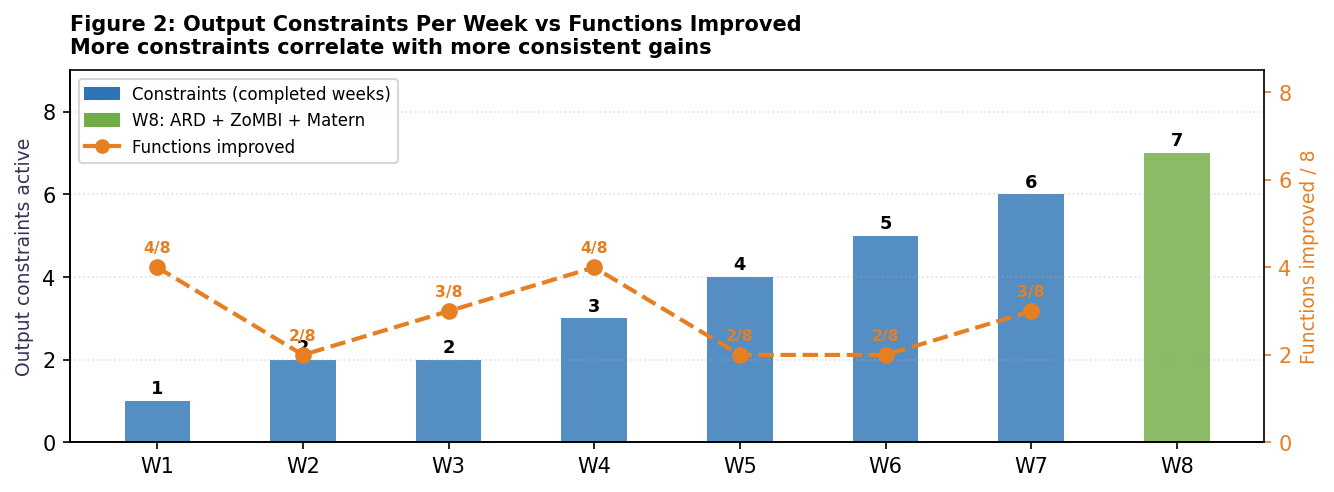 Figure 2: Output Constraints Per Week vs Functions Improved
More constraints correlate with more consistent gains
Constraints (completed weeks)
W8: ARD + ZoMBI + Matern
Functions improved
Output constraints active
8
6
4
2
0
Functions improved / 8
8
6
4
2
0
4/8
2/8
3/8
4/8
2/8
2/8
3/8
1
2
2
3
4
5
6
7
W1
W2
W3
W4
W5
W6
W7
W8